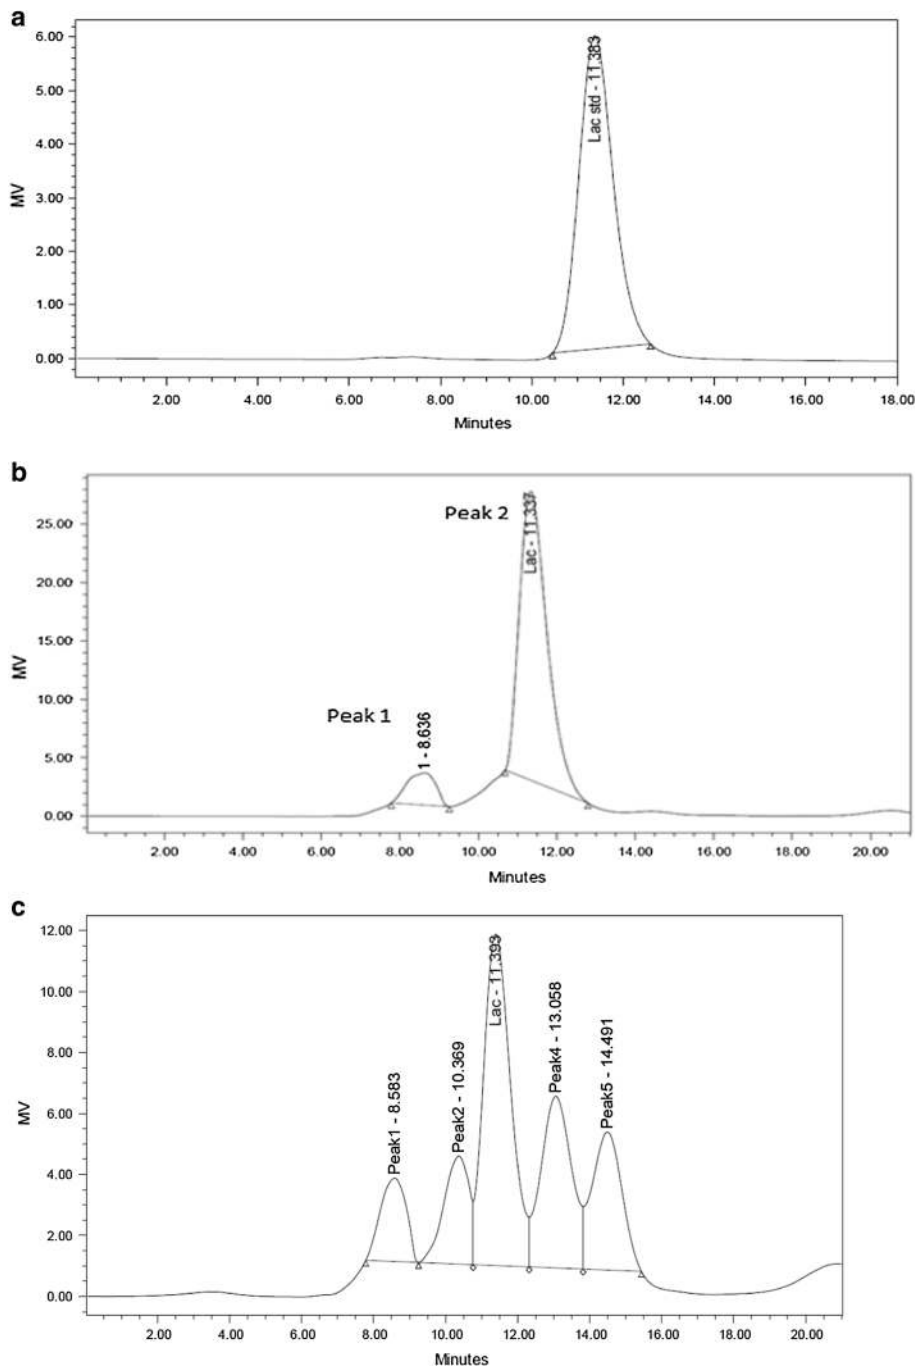 a
6.00
5.00
4.00
3.00
2.00
1.00
0.00
MV
Lac std - 11.383
2.00 4.00 6.00 8.00 10.00 12.00 14.00 16.00 18.00
Minutes
b
25.00
20.00
15.00
10.00
5.00
0.00
MV
Peak 1
1 - 8.636
Peak 2
Lac - 11.337
2.00 4.00 6.00 8.00 10.00 12.00 14.00 16.00 18.00 20.00
Minutes
c
12.00
10.00
8.00
6.00
4.00
2.00
0.00
MV
Peak1 - 8.583
Peak2 - 10.369
Lac - 11.393
Peak4 - 13.058
Peak5 - 14.491
2.00 4.00 6.00 8.00 10.00 12.00 14.00 16.00 18.00 20.00
Minutes